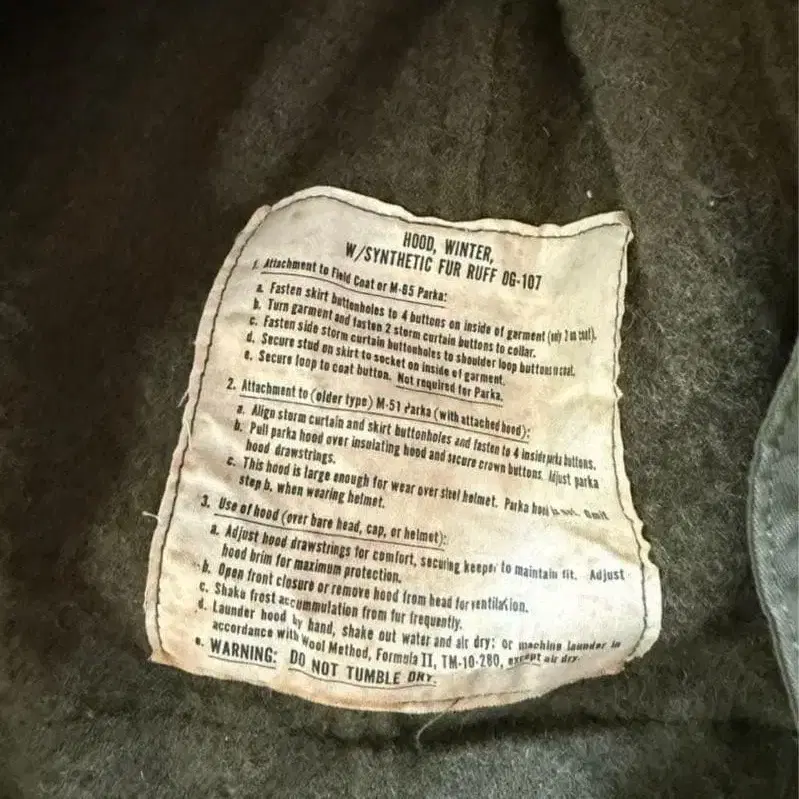 HOOD, WINTER,
W/SYNTHETIC FUR RUFF OG-107
1. Attachment to Field Coat or M-65 Parka:
a. Fasten skirt buttonholes to 4 buttons on inside of garment (only 2 on coat).
b. Turn garment and fasten 2 storm curtain buttons to collar.
c. Fasten side storm curtain buttonholes to shoulder loop buttons
d. Secure stud on skirt to socket on inside of garment.
e. Secure loop to coat button. Not required for Parka.
2. Attachment to (older type) M-51 Parka (with attached hood):
a. Align storm curtain and skirt buttonholes and fasten to 4 inside parka buttons.
b. Pull parka hood over insulating hood and secure crown buttons. Adjust parka
hood drawstrings.
c. This hood is large enough for wear over steel helmet. Parka hood is not. Omit
step b. when wearing helmet.
3. Use of hood (over bare head, cap, or helmet):
a. Adjust hood drawstrings for comfort, securing keeper to maintain fit. Adjust
hood brim for maximum protection.
b. Open front closure or remove hood from head for ventilation.
c. Shake frost accummulation from fur frequently.
d. Launder hood by hand, shake out water and air dry; or machine launder in
accordance with Wool Method, Formula II, TM-10-280, except air dry.
e. WARNING: DO NOT TUMBLE DRY.